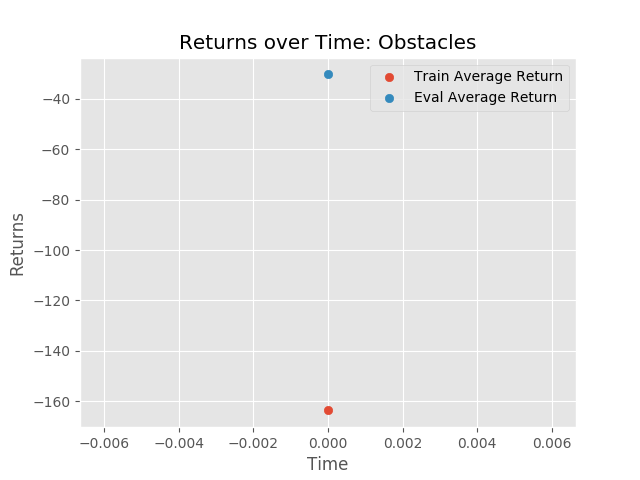 Returns over Time: Obstacles
Train Average Return
Eval Average Return
−40
−60
−80
−100
−120
−140
−160
Returns
−0.006
−0.004
−0.002
0.000
0.002
0.004
0.006
Time